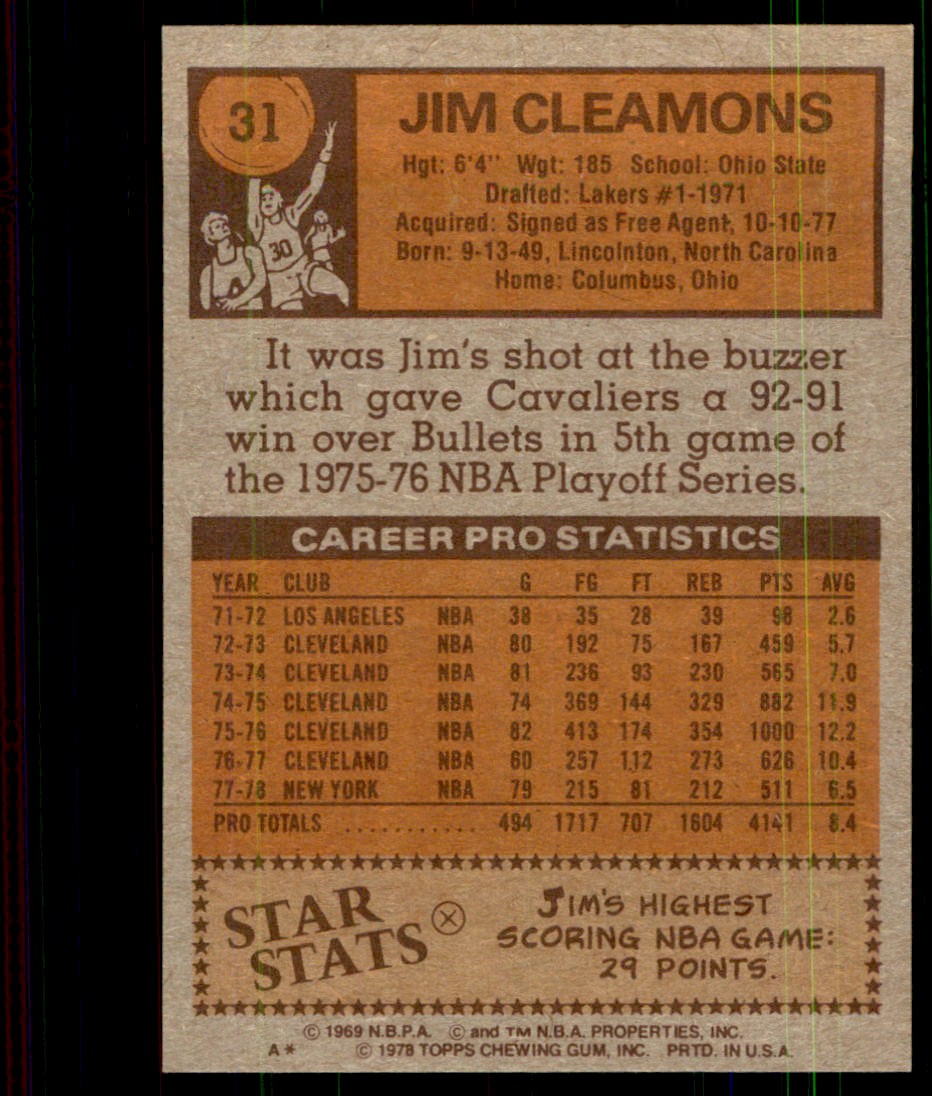 31
30
JIM CLEAMONS
Hgt: 6'4" Wgt: 185 School: Ohio State
Drafted: Lakers #1-1971
Acquired: Signed as Free Agent, 10-10-77
Born: 9-13-49, Lincolnton, North Carolina
Home: Columbus, Ohio
It was Jim's shot at the buzzer
which gave Cavaliers a 92-91
win over Bullets in 5th game of
the 1975-76 NBA Playoff Series.
CAREER PRO STATISTICS
YEAR CLUB G FG FT REB PTS AVG
71-72 LOS ANGELES NBA 38 35 28 39 98 2.6
72-73 CLEVELAND NBA 80 192 75 167 459 5.7
73-74 CLEVELAND NBA 81 236 93 230 565 7.0
74-75 CLEVELAND NBA 74 369 144 329 882 11.9
75-76 CLEVELAND NBA 82 413 174 354 1000 12.2
76-77 CLEVELAND NBA 60 257 112 273 626 10.4
77-78 NEW YORK NBA 79 215 81 212 511 6.5
PRO TOTALS ........... 494 1717 707 1604 4141 8.4
STAR
STATS
JIM'S HIGHEST
SCORING NBA GAME:
29 POINTS.
© 1969 N.B.P.A. © and TM N.B.A. PROPERTIES, INC.
A* © 1978 TOPPS CHEWING GUM, INC. PRTD. IN U.S.A.